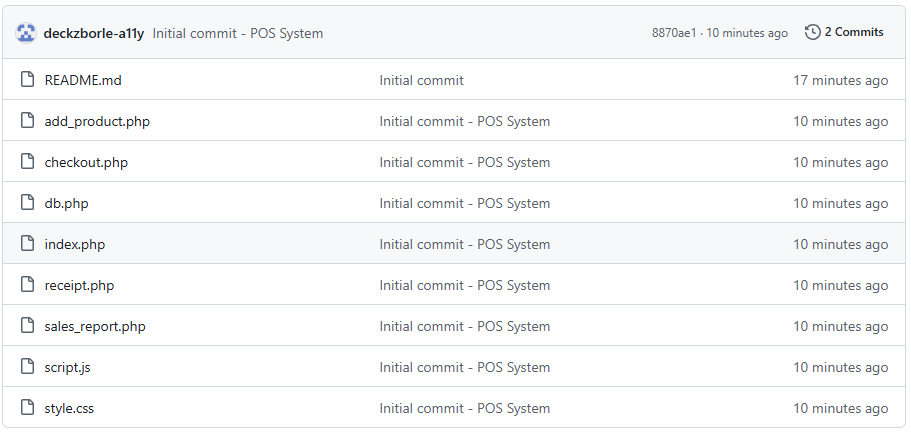 deckzborle-a11y Initial commit - POS System 8870ae1 · 10 minutes ago 2 Commits
README.md Initial commit 17 minutes ago
add_product.php Initial commit - POS System 10 minutes ago
checkout.php Initial commit - POS System 10 minutes ago
db.php Initial commit - POS System 10 minutes ago
index.php Initial commit - POS System 10 minutes ago
receipt.php Initial commit - POS System 10 minutes ago
sales_report.php Initial commit - POS System 10 minutes ago
script.js Initial commit - POS System 10 minutes ago
style.css Initial commit - POS System 10 minutes ago